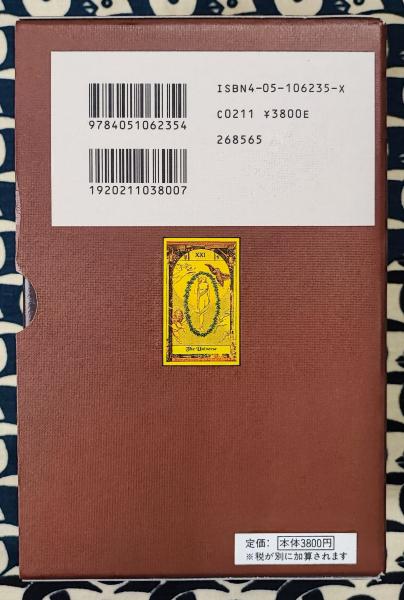 ISBN4-05-106235-X
C0211 ¥3800E
268565
9784051062354
1920211038007
XXI
The Universe
定価: 本体3800円
※税が別に加算されます